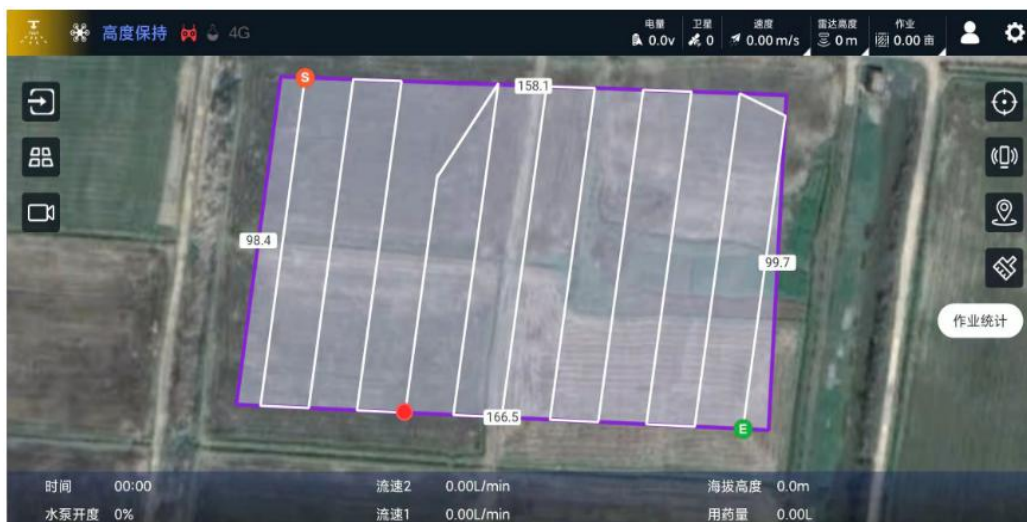 高度保持 4G
电量 0.0v
卫星 0
速度 0.00 m/s
雷达高度 0 m
作业 0.00 亩
S
158.1
98.4
99.7
作业统计
166.5
E
时间 00:00
流速2 0.00L/min
海拔高度 0.0m
水泵开度 0%
流速1 0.00L/min
用药量 0.00L